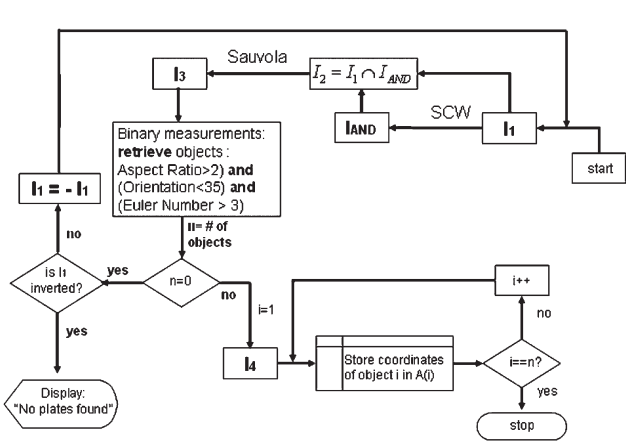 Sauvola
I3
I2 = I1 ∩ IAND
SCW
IAND
I1
start
Binary measurements:
retrieve objects :
Aspect Ratio>2) and
(Orientation<35) and
(Euler Number > 3)
I1 = - I1
n= # of
objects
no
is I1
inverted?
yes
n=0
no
i=1
yes
I4
Store coordinates
of object i in A(i)
i++
no
i==n?
yes
stop
Display:
"No plates found"